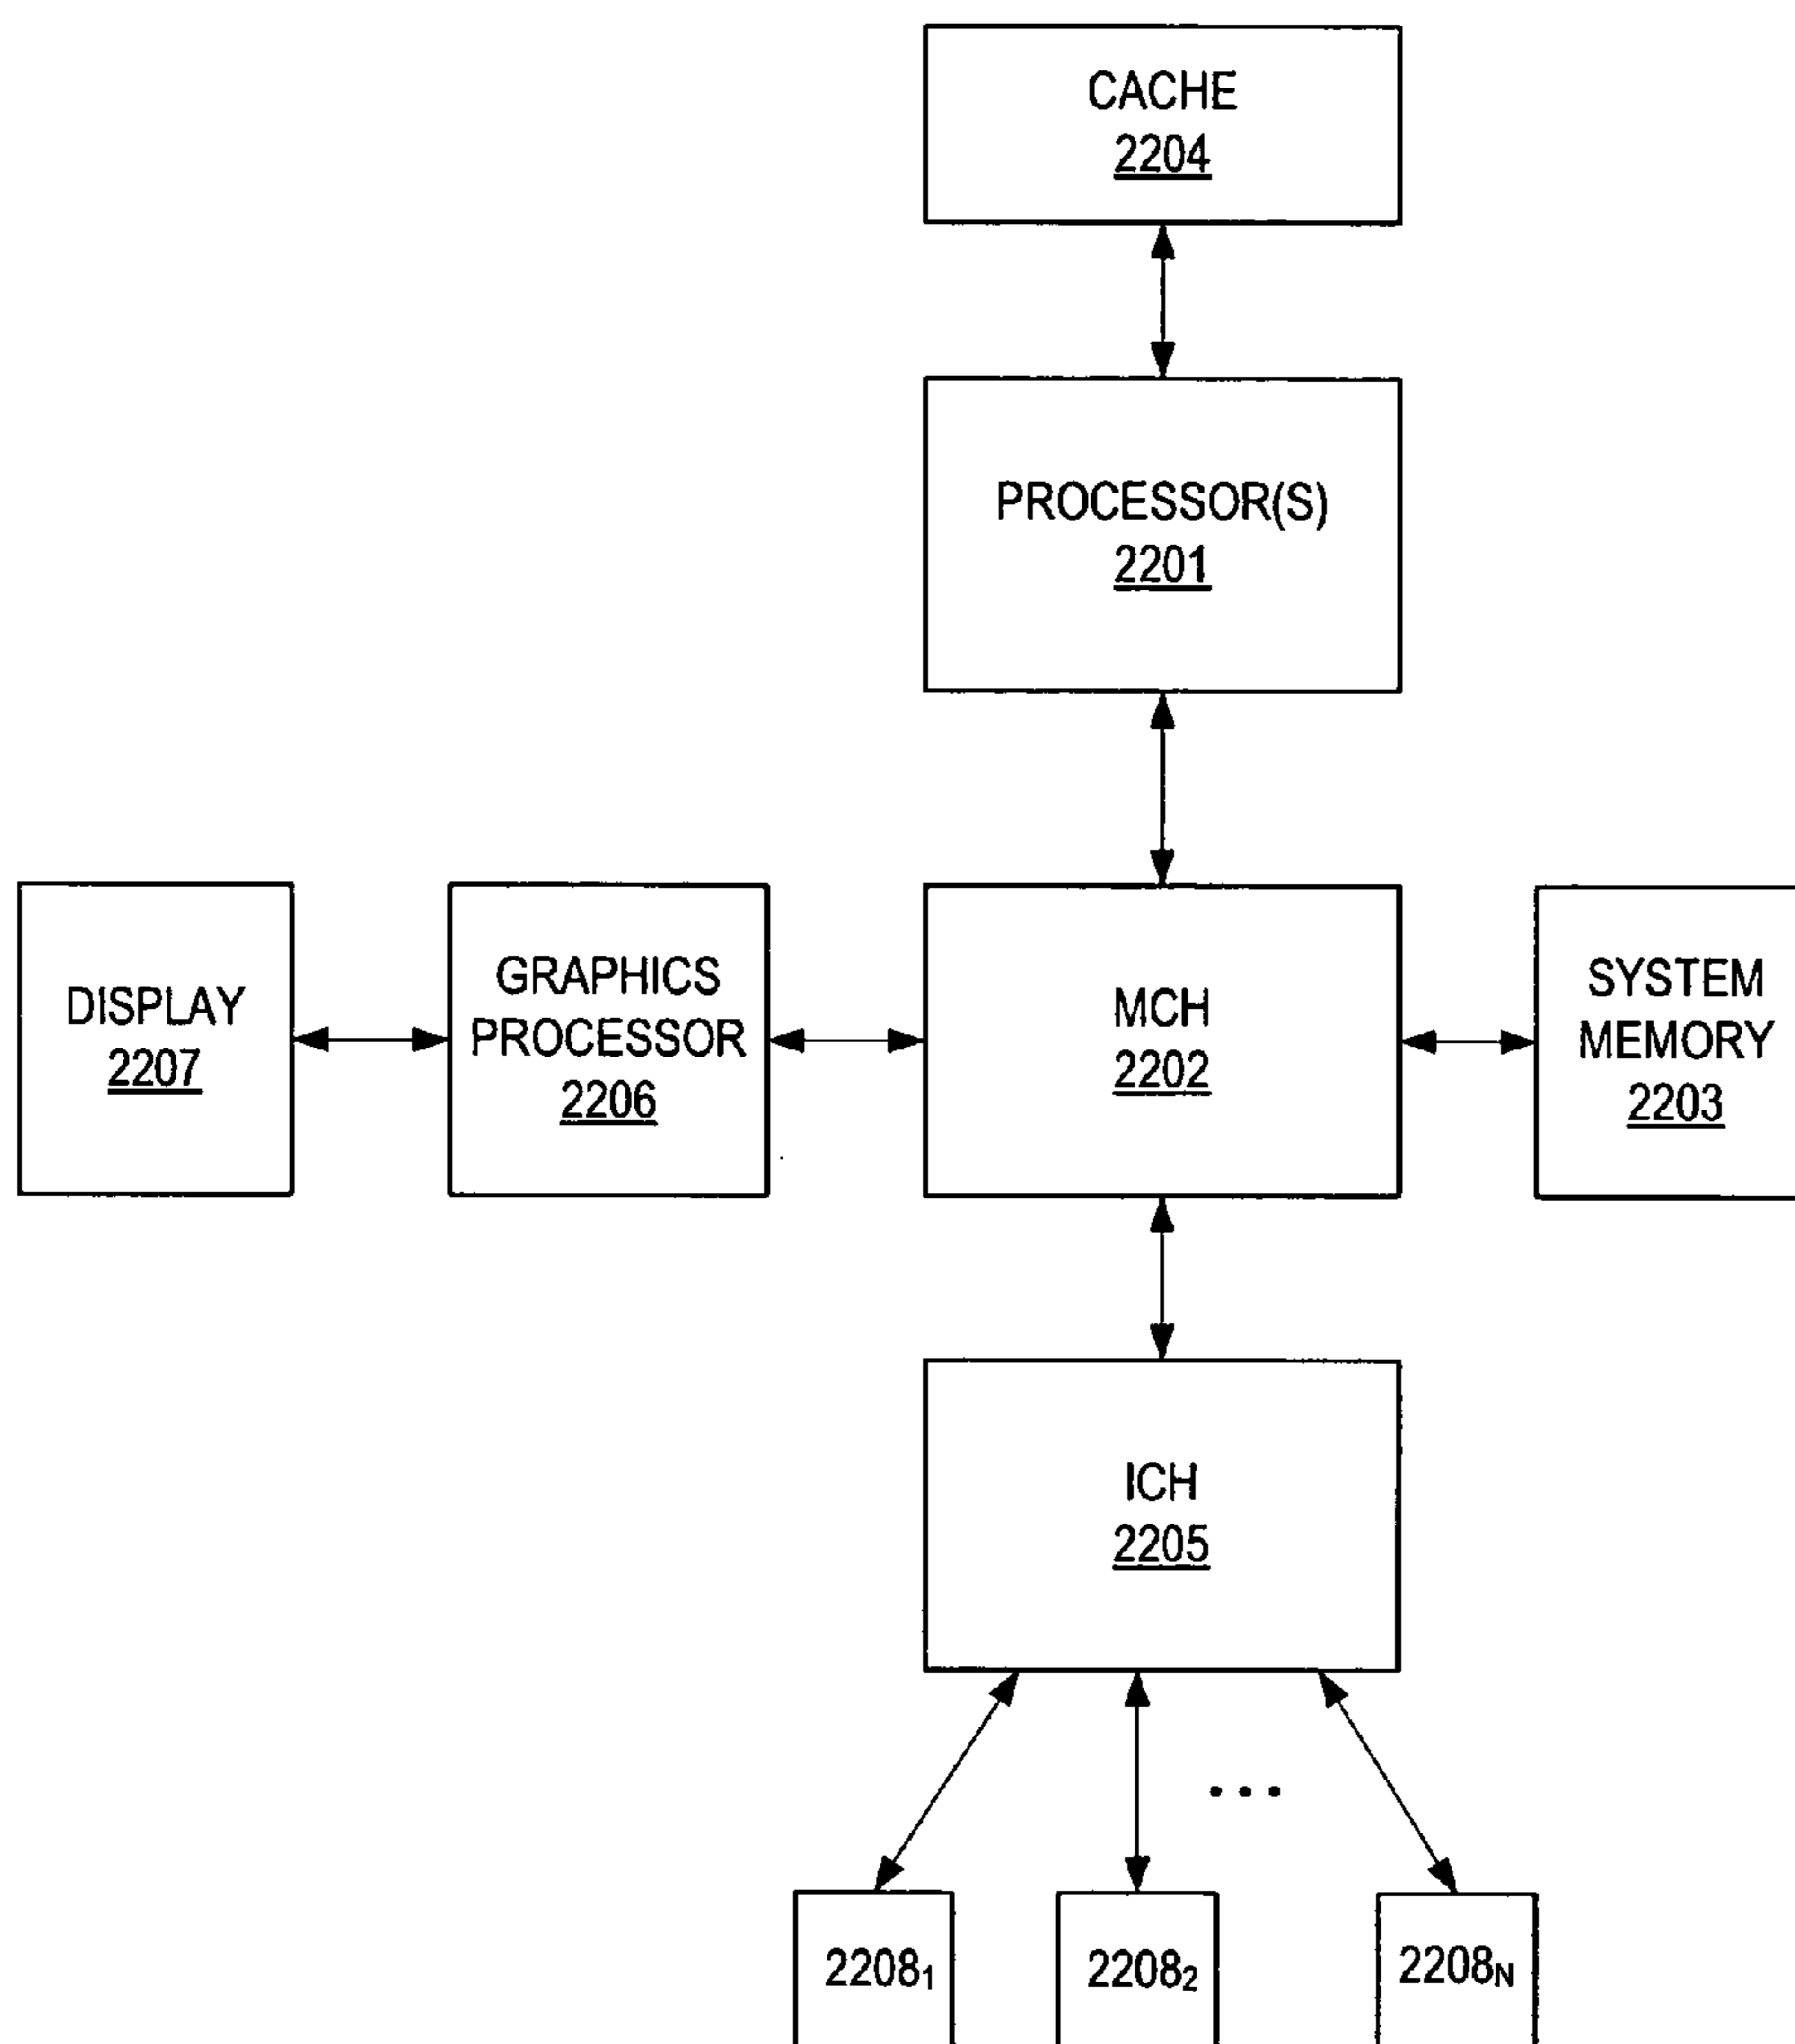 CACHE
2204
PROCESSOR(S)
2201
DISPLAY
2207
GRAPHICS
PROCESSOR
2206
MCH
2202
SYSTEM
MEMORY
2203
ICH
2205
...
2208₁
2208₂
2208N